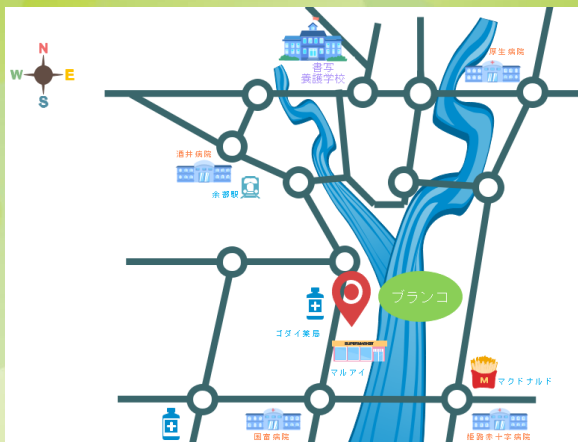 N
W E
S
書写
養護学校
厚生病院
酒井病院
余部駅
ブランコ
ゴダイ薬局
SUPERMARKET
マルアイ
M
マクドナルド
国富病院
姫路赤十字病院